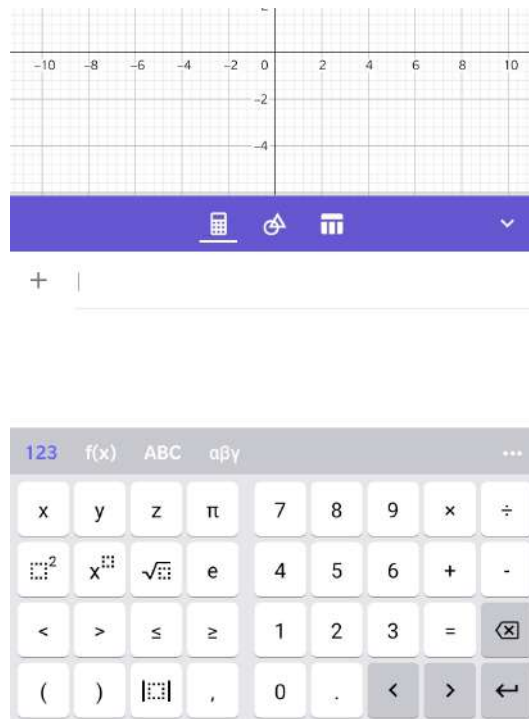 -10 -8 -6 -4 -2 0 2 4 6 8 10
-2
-4
+
123 f(x) ABC αβγ ...
x y z π 7 8 9 × ÷
² x √ e 4 5 6 + -
< > ≤ ≥ 1 2 3 =
( ) | | , 0 . < >